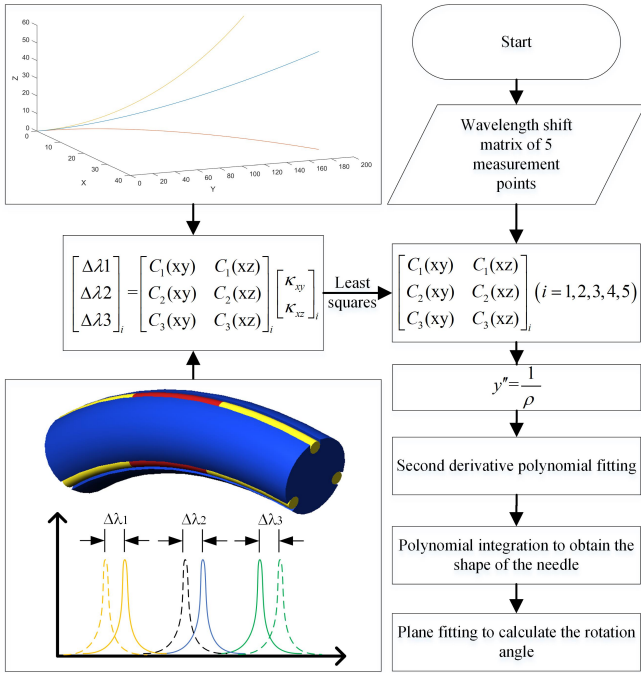 60
50
40
30
20
10
0
Z
0
10
20
30
40
X
0 20 40 60 80 100 120 140 160 180 200
Y
Start
Wavelength shift
matrix of 5
measurement
points
[Δλ1 Δλ2 Δλ3]i = [C1(xy) C1(xz) C2(xy) C2(xz) C3(xy) C3(xz)]i [κxy κxz]i
Least
squares
[C1(xy) C1(xz) C2(xy) C2(xz) C3(xy) C3(xz)]i (i = 1,2,3,4,5)
y″=1/ρ
Second derivative polynomial fitting
Polynomial integration to obtain the
shape of the needle
Plane fitting to calculate the rotation
angle
Δλ1 Δλ2 Δλ3